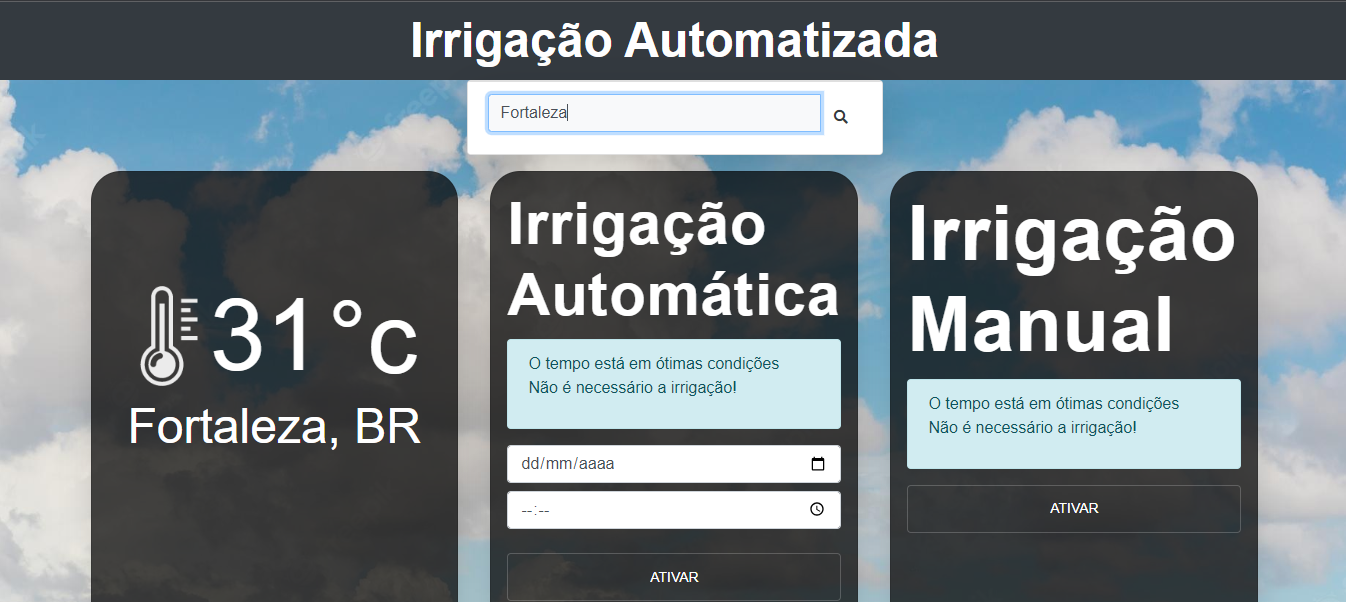 Irrigação Automatizada
Fortaleza
31°c
Fortaleza, BR
Irrigação
Automática
O tempo está em ótimas condições
Não é necessário a irrigação!
dd/mm/aaaa
--:--
ATIVAR
Irrigação
Manual
O tempo está em ótimas condições
Não é necessário a irrigação!
ATIVAR